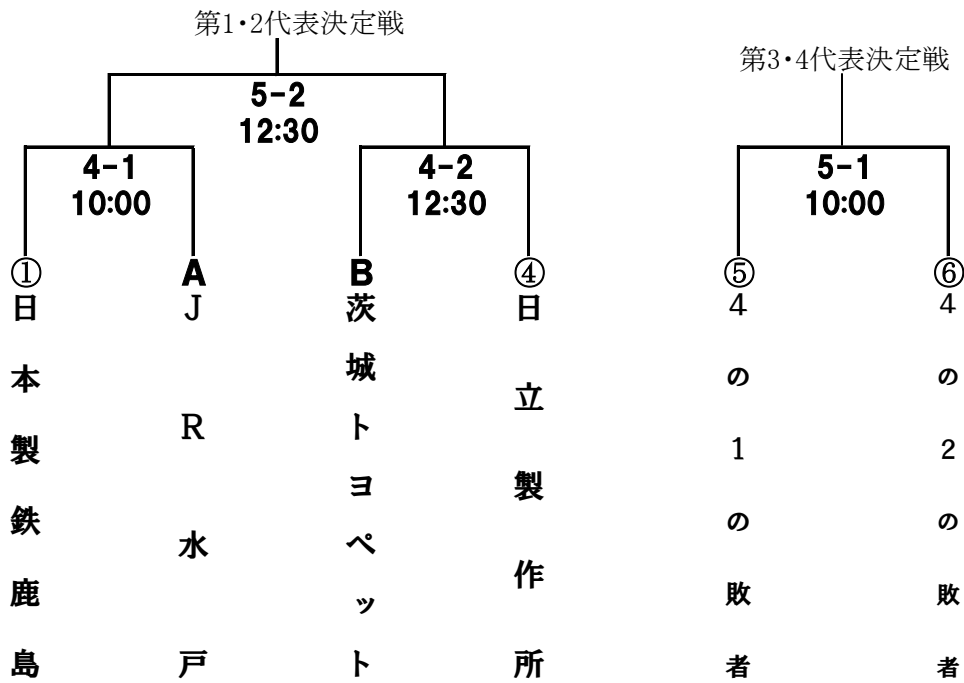 第1・2代表決定戦
第3・4代表決定戦
5-2
12:30
4-1
10:00
4-2
12:30
5-1
10:00
①
A
B
④
⑤
⑥
日本製鉄鹿島
JR水戸
茨城トヨペット
日立製作所
4の1の敗者
4の2の敗者